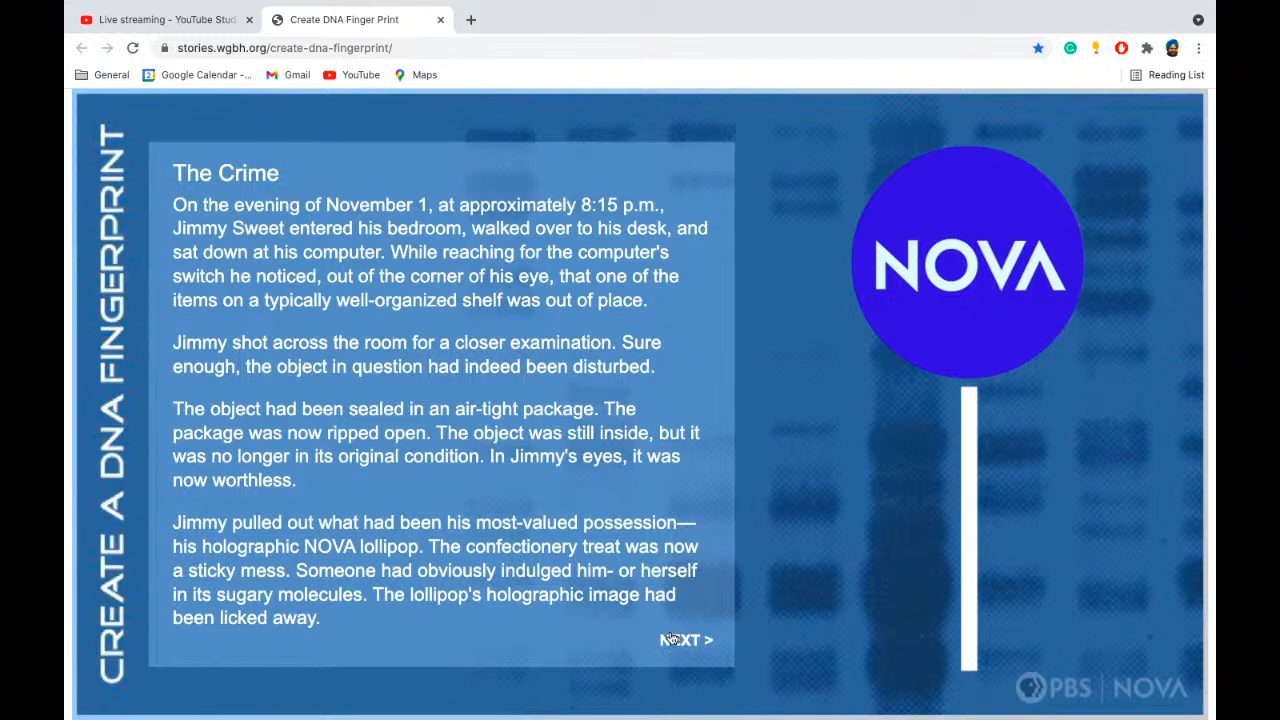 Live streaming - YouTube Stud
Create DNA Finger Print
stories.wgbh.org/create-dna-fingerprint/
General
Google Calendar -...
Gmail
YouTube
Maps
Reading List
CREATE A DNA FINGERPRINT
The Crime
On the evening of November 1, at approximately 8:15 p.m.,
Jimmy Sweet entered his bedroom, walked over to his desk, and
sat down at his computer. While reaching for the computer's
switch he noticed, out of the corner of his eye, that one of the
items on a typically well-organized shelf was out of place.
Jimmy shot across the room for a closer examination. Sure
enough, the object in question had indeed been disturbed.
The object had been sealed in an air-tight package. The
package was now ripped open. The object was still inside, but it
was no longer in its original condition. In Jimmy's eyes, it was
now worthless.
Jimmy pulled out what had been his most-valued possession—
his holographic NOVA lollipop. The confectionery treat was now
a sticky mess. Someone had obviously indulged him- or herself
in its sugary molecules. The lollipop's holographic image had
been licked away.
NEXT >
NOVA
PBS | NOVA